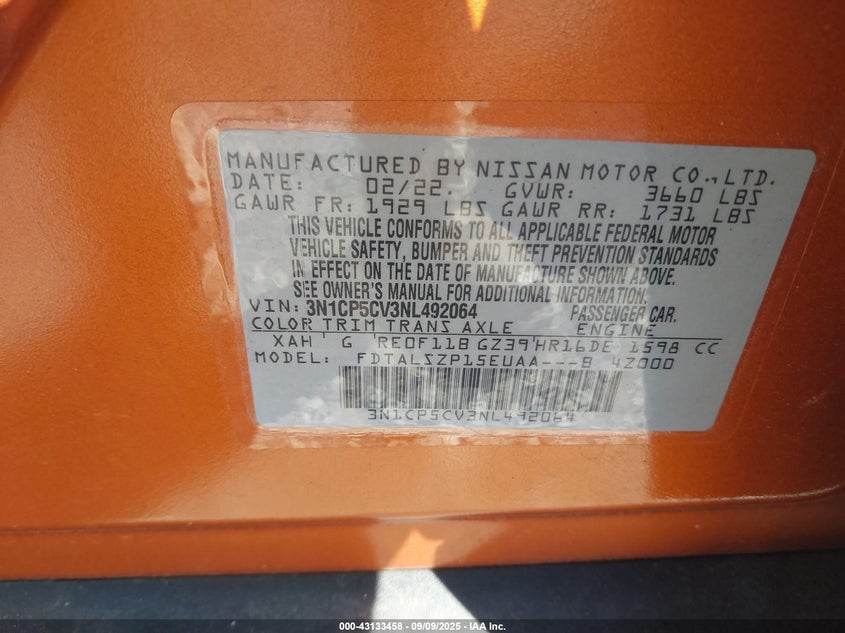 MANUFACTURED BY NISSAN MOTOR CO., LTD.
DATE: 02/22. GVWR: 3660 LBS
GAWR FR: 1929 LBS GAWR RR: 1731 LBS
THIS VEHICLE CONFORMS TO ALL APPLICABLE FEDERAL MOTOR
VEHICLE SAFETY, BUMPER AND THEFT PREVENTION STANDARDS
IN EFFECT ON THE DATE OF MANUFACTURE SHOWN ABOVE.
SEE OWNER'S MANUAL FOR ADDITIONAL INFORMATION.
VIN: 3N1CP5CV3NL492064 PASSENGER CAR.
COLOR TRIM TRANS AXLE ENGINE
XAH ' G RE0F11B GZ39'HR16DE 1598 CC
MODEL: FDTALSZP15EUAA---B 4Z000
3N1CP5CV3NL492064
000-43133458 - 09/09/2025 - IAA Inc. - Copyright